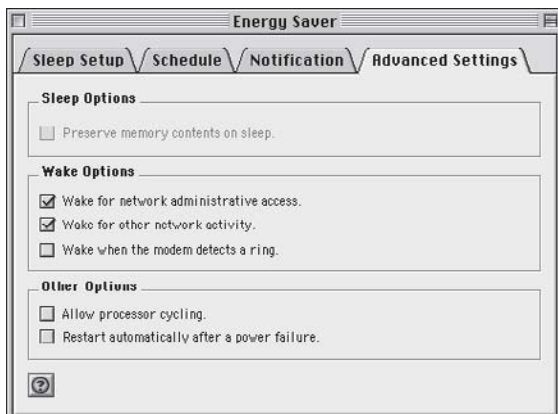 Energy Saver
Sleep Setup Schedule Notification Advanced Settings
Sleep Options
Preserve memory contents on sleep.
Wake Options
Wake for network administrative access.
Wake for other network activity.
Wake when the modem detects a ring.
Other Options
Allow processor cycling.
Restart automatically after a power failure.
?